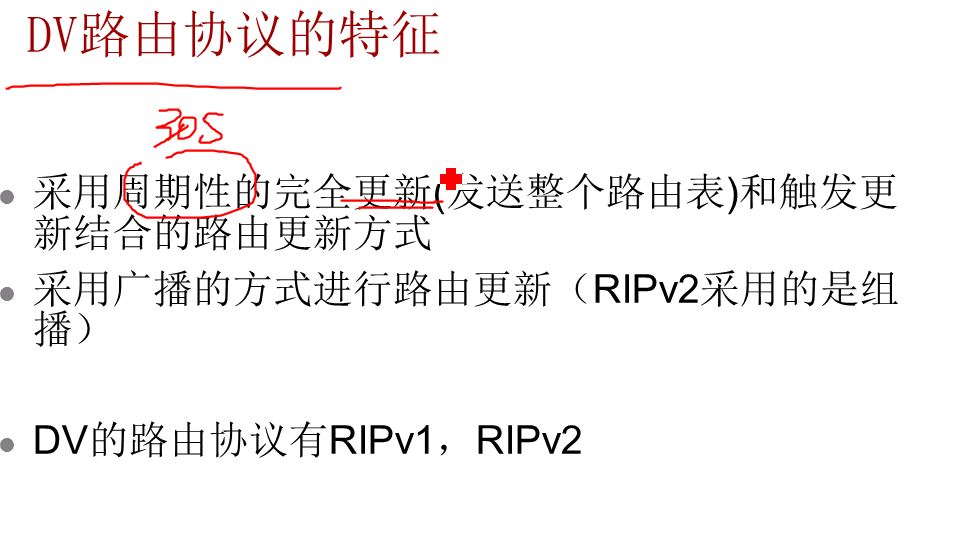 DV路由协议的特征
30S
采用周期性的完全更新(发送整个路由表)和触发更
新结合的路由更新方式
采用广播的方式进行路由更新（RIPv2采用的是组
播）
DV的路由协议有RIPv1，RIPv2